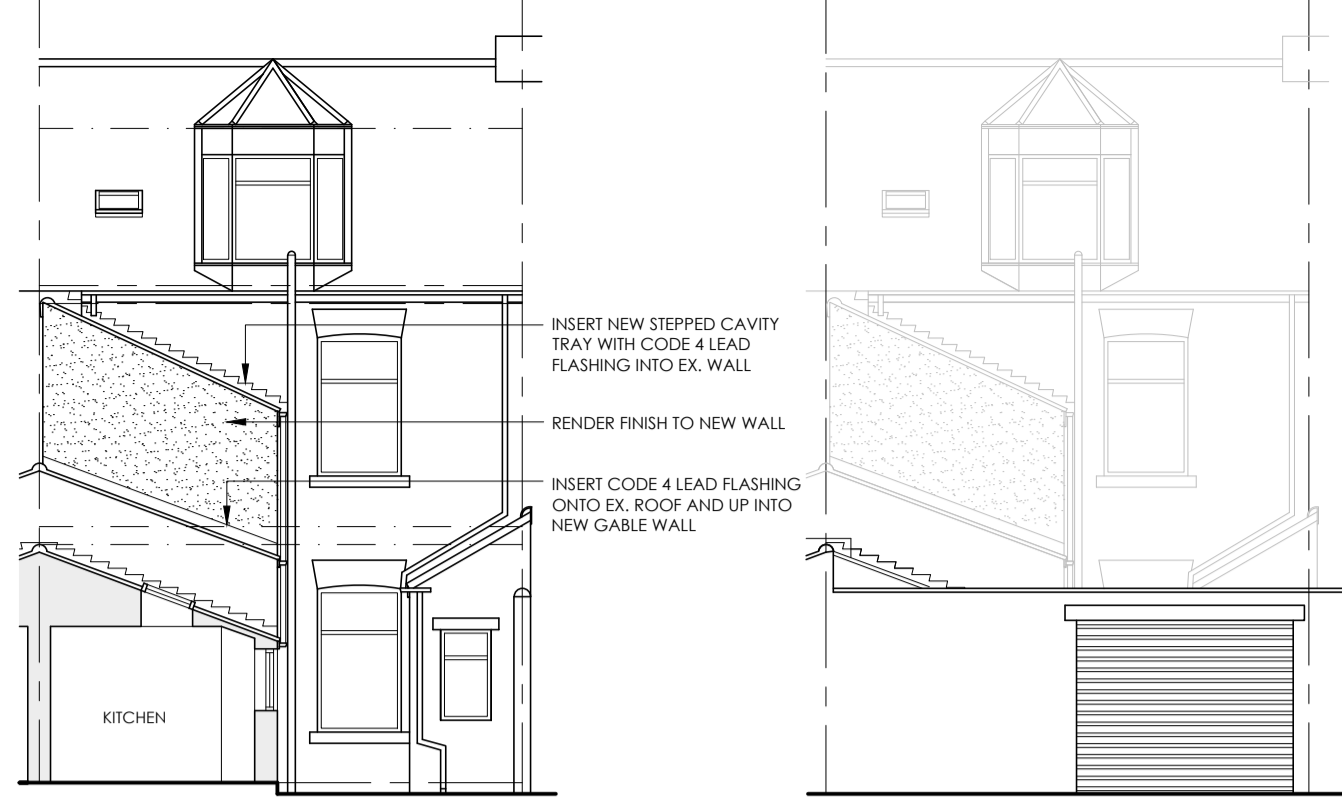 INSERT NEW STEPPED CAVITY
TRAY WITH CODE 4 LEAD
FLASHING INTO EX. WALL
RENDER FINISH TO NEW WALL
INSERT CODE 4 LEAD FLASHING
ONTO EX. ROOF AND UP INTO
NEW GABLE WALL
KITCHEN